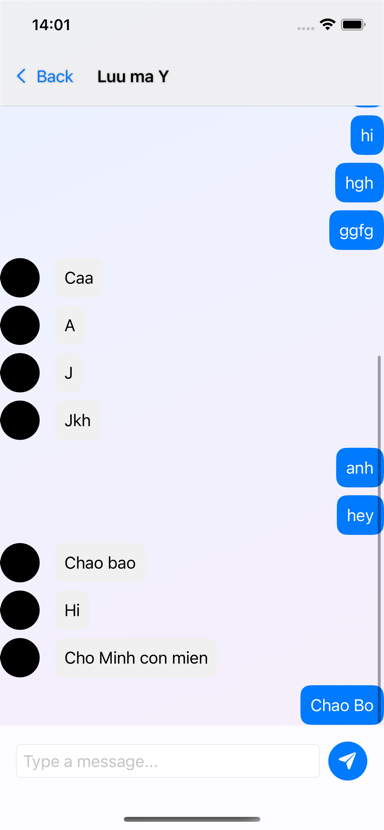 14:01
Back
Luu ma Y
hi
hgh
ggfg
Caa
A
J
Jkh
anh
hey
Chao bao
Hi
Cho Minh con mien
Chao Bo
Type a message...